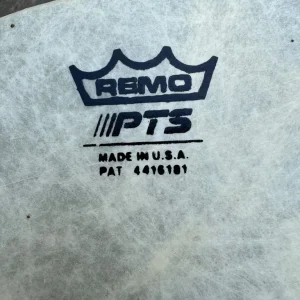 REMO
///PTS
MADE IN U.S.A.
PAT 4416181